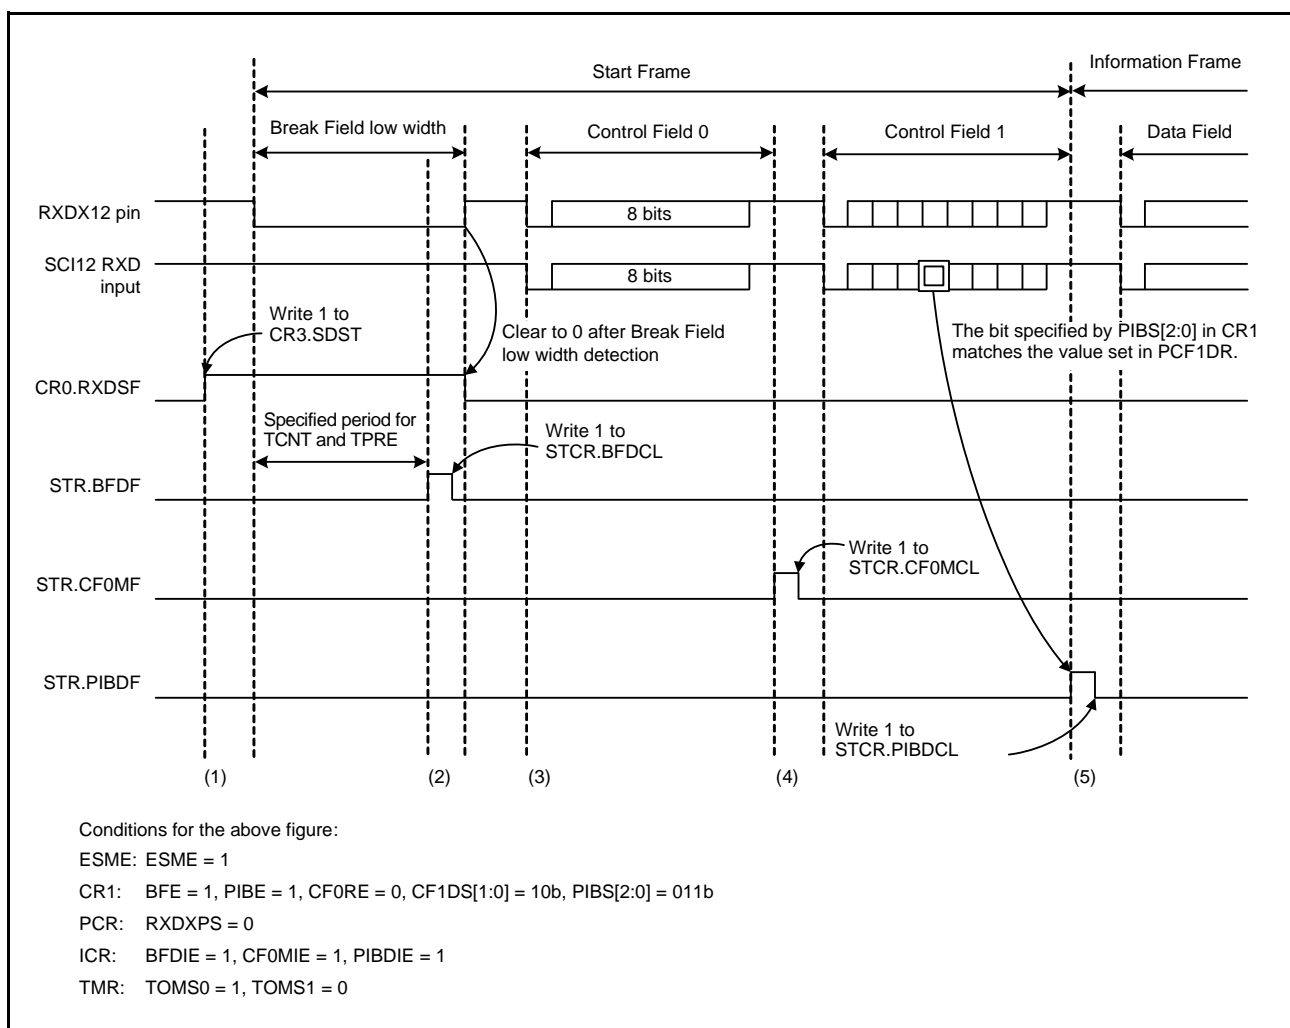 Start Frame
Information Frame
Break Field low width
Control Field 0
Control Field 1
Data Field
RXDX12 pin
8 bits
SCI12 RXD
input
8 bits
Write 1 to
CR3.SDST
Clear to 0 after Break Field
low width detection
The bit specified by PIBS[2:0] in CR1
matches the value set in PCF1DR.
CR0.RXDSF
Specified period for
TCNT and TPRE
Write 1 to
STCR.BFDCL
STR.BFDF
Write 1 to
STCR.CF0MCL
STR.CF0MF
STR.PIBDF
Write 1 to
STCR.PIBDCL
(1)
(2)
(3)
(4)
(5)
Conditions for the above figure:
ESME: ESME = 1
CR1: BFE = 1, PIBE = 1, CF0RE = 0, CF1DS[1:0] = 10b, PIBS[2:0] = 011b
PCR: RXDXPS = 0
ICR: BFDIE = 1, CF0MIE = 1, PIBDIE = 1
TMR: TOMS0 = 1, TOMS1 = 0